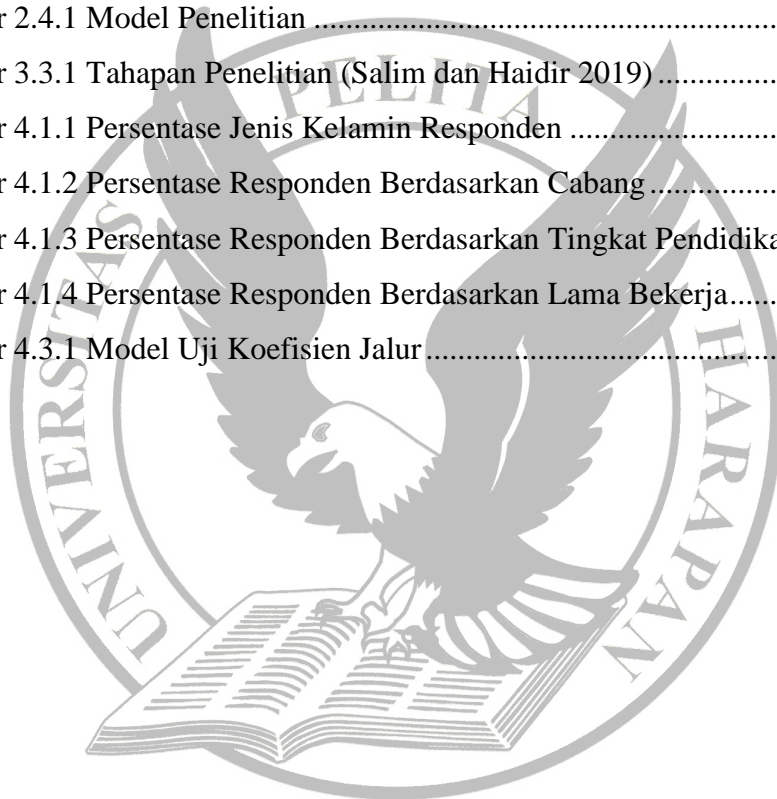 r 2.4.1 Model Penelitian ....................................................................
r 3.3.1 Tahapan Penelitian (Salim dan Haidir 2019) ................
r 4.1.1 Persentase Jenis Kelamin Responden ............................
r 4.1.2 Persentase Responden Berdasarkan Cabang .................
r 4.1.3 Persentase Responden Berdasarkan Tingkat Pendidika
r 4.1.4 Persentase Responden Berdasarkan Lama Bekerja.......
r 4.3.1 Model Uji Koefisien Jalur ...............................................
UNIVERSITAS PELITA HARAPAN